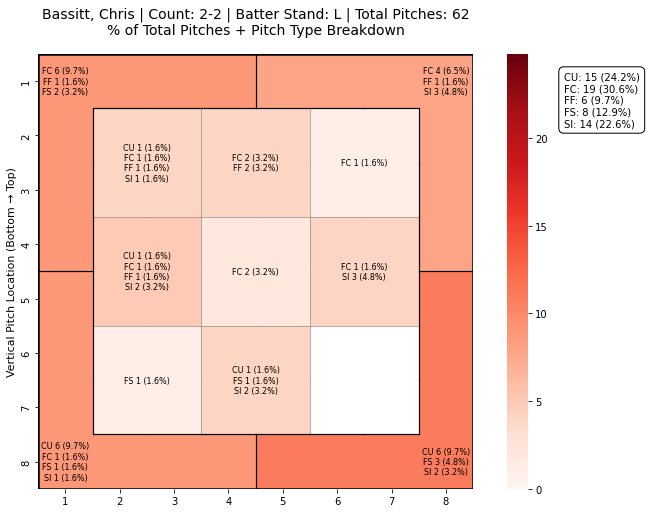 Bassitt, Chris | Count: 2-2 | Batter Stand: L | Total Pitches: 62
% of Total Pitches + Pitch Type Breakdown
FC 6 (9.7%)
FF 1 (1.6%)
FS 2 (3.2%)
FC 4 (6.5%)
FF 1 (1.6%)
SI 3 (4.8%)
CU 1 (1.6%)
FC 1 (1.6%)
FF 1 (1.6%)
SI 1 (1.6%)
FC 2 (3.2%)
FF 2 (3.2%)
FC 1 (1.6%)
CU 1 (1.6%)
FC 1 (1.6%)
FF 1 (1.6%)
SI 2 (3.2%)
FC 2 (3.2%)
FC 1 (1.6%)
SI 3 (4.8%)
FS 1 (1.6%)
CU 1 (1.6%)
FS 1 (1.6%)
SI 2 (3.2%)
CU 6 (9.7%)
FC 1 (1.6%)
FS 1 (1.6%)
SI 1 (1.6%)
CU 6 (9.7%)
FS 3 (4.8%)
SI 2 (3.2%)
Vertical Pitch Location (Bottom → Top)
1
2
3
4
5
6
7
8
1
2
3
4
5
6
7
8
20
15
10
5
0
CU: 15 (24.2%)
FC: 19 (30.6%)
FF: 6 (9.7%)
FS: 8 (12.9%)
SI: 14 (22.6%)